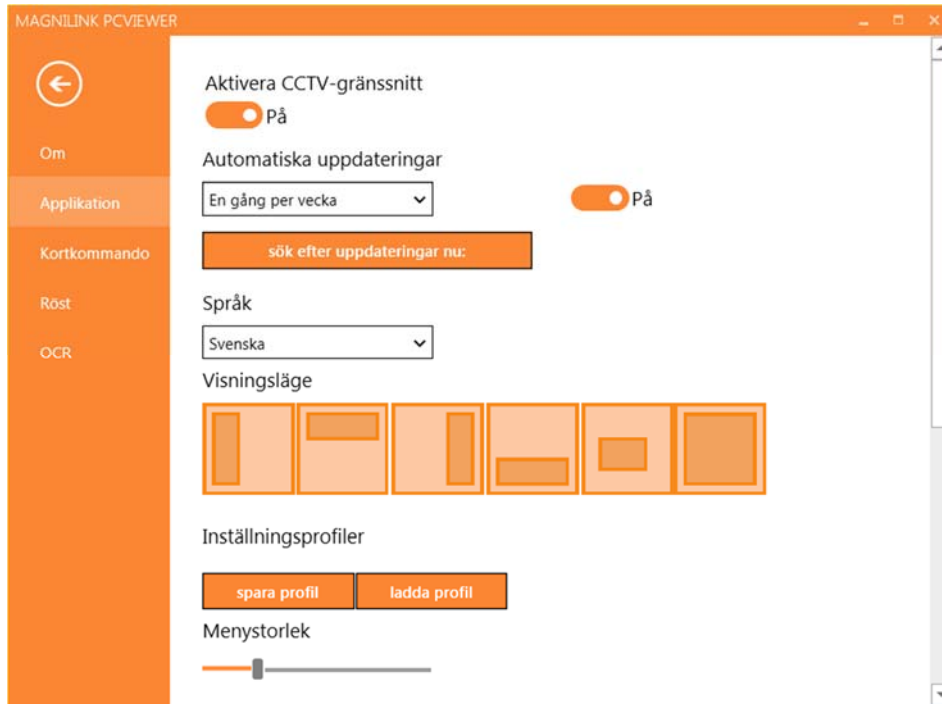 MAGNILINK PCVIEWER
Om
Applikation
Kortkommando
Röst
OCR
Aktivera CCTV-gränssnitt
På
Automatiska uppdateringar
En gång per vecka
På
sök efter uppdateringar nu:
Språk
Svenska
Visningsläge
Inställningsprofiler
spara profil
ladda profil
Menystorlek